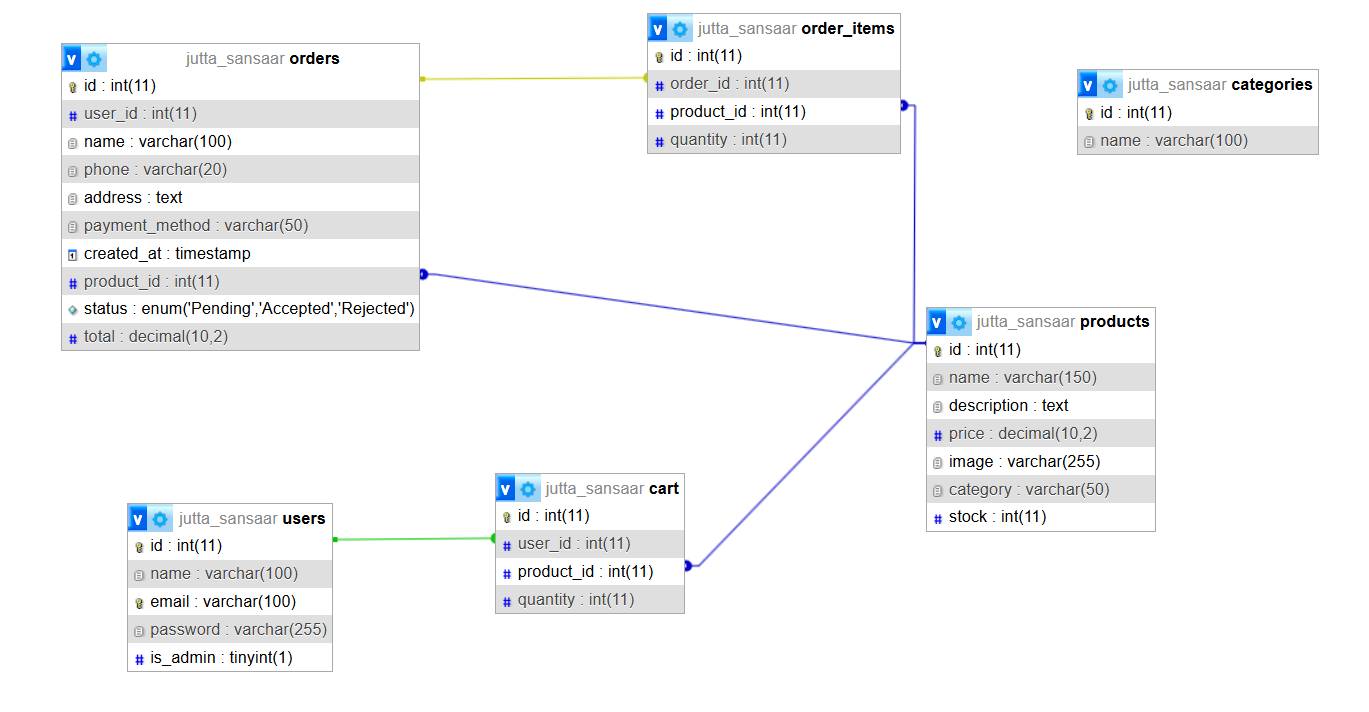 v jutta_sansaar orders
id : int(11)
# user_id : int(11)
name : varchar(100)
phone : varchar(20)
address : text
payment_method : varchar(50)
created_at : timestamp
# product_id : int(11)
status : enum('Pending','Accepted','Rejected')
# total : decimal(10,2)
v jutta_sansaar order_items
id : int(11)
# order_id : int(11)
# product_id : int(11)
# quantity : int(11)
v jutta_sansaar categories
id : int(11)
name : varchar(100)
v jutta_sansaar products
id : int(11)
name : varchar(150)
description : text
# price : decimal(10,2)
image : varchar(255)
category : varchar(50)
# stock : int(11)
v jutta_sansaar cart
id : int(11)
# user_id : int(11)
# product_id : int(11)
# quantity : int(11)
v jutta_sansaar users
id : int(11)
name : varchar(100)
email : varchar(100)
password : varchar(255)
# is_admin : tinyint(1)